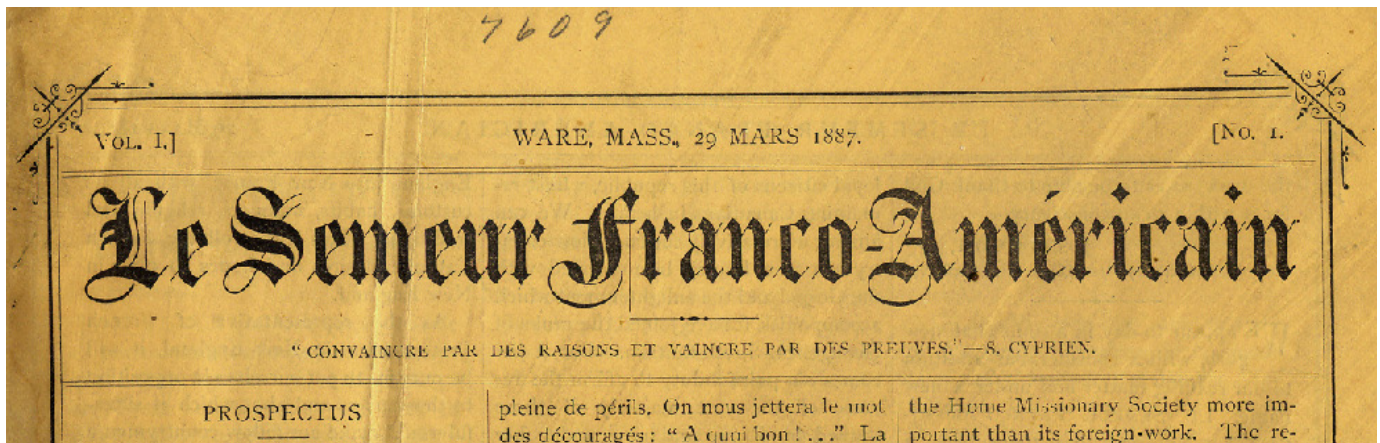 7609
VOL. I.] WARE, MASS., 29 MARS 1887. [NO. 1.
Le Semeur Franco-Américain
"CONVAINCRE PAR DES RAISONS ET VAINCRE PAR DES PREUVES."—S. CYPRIEN.
PROSPECTUS
pleine de périls. On nous jettera le mot
des découragés: "A quoi bon!..." La
the Home Missionary Society more im-
portant than its foreign-work. The re-